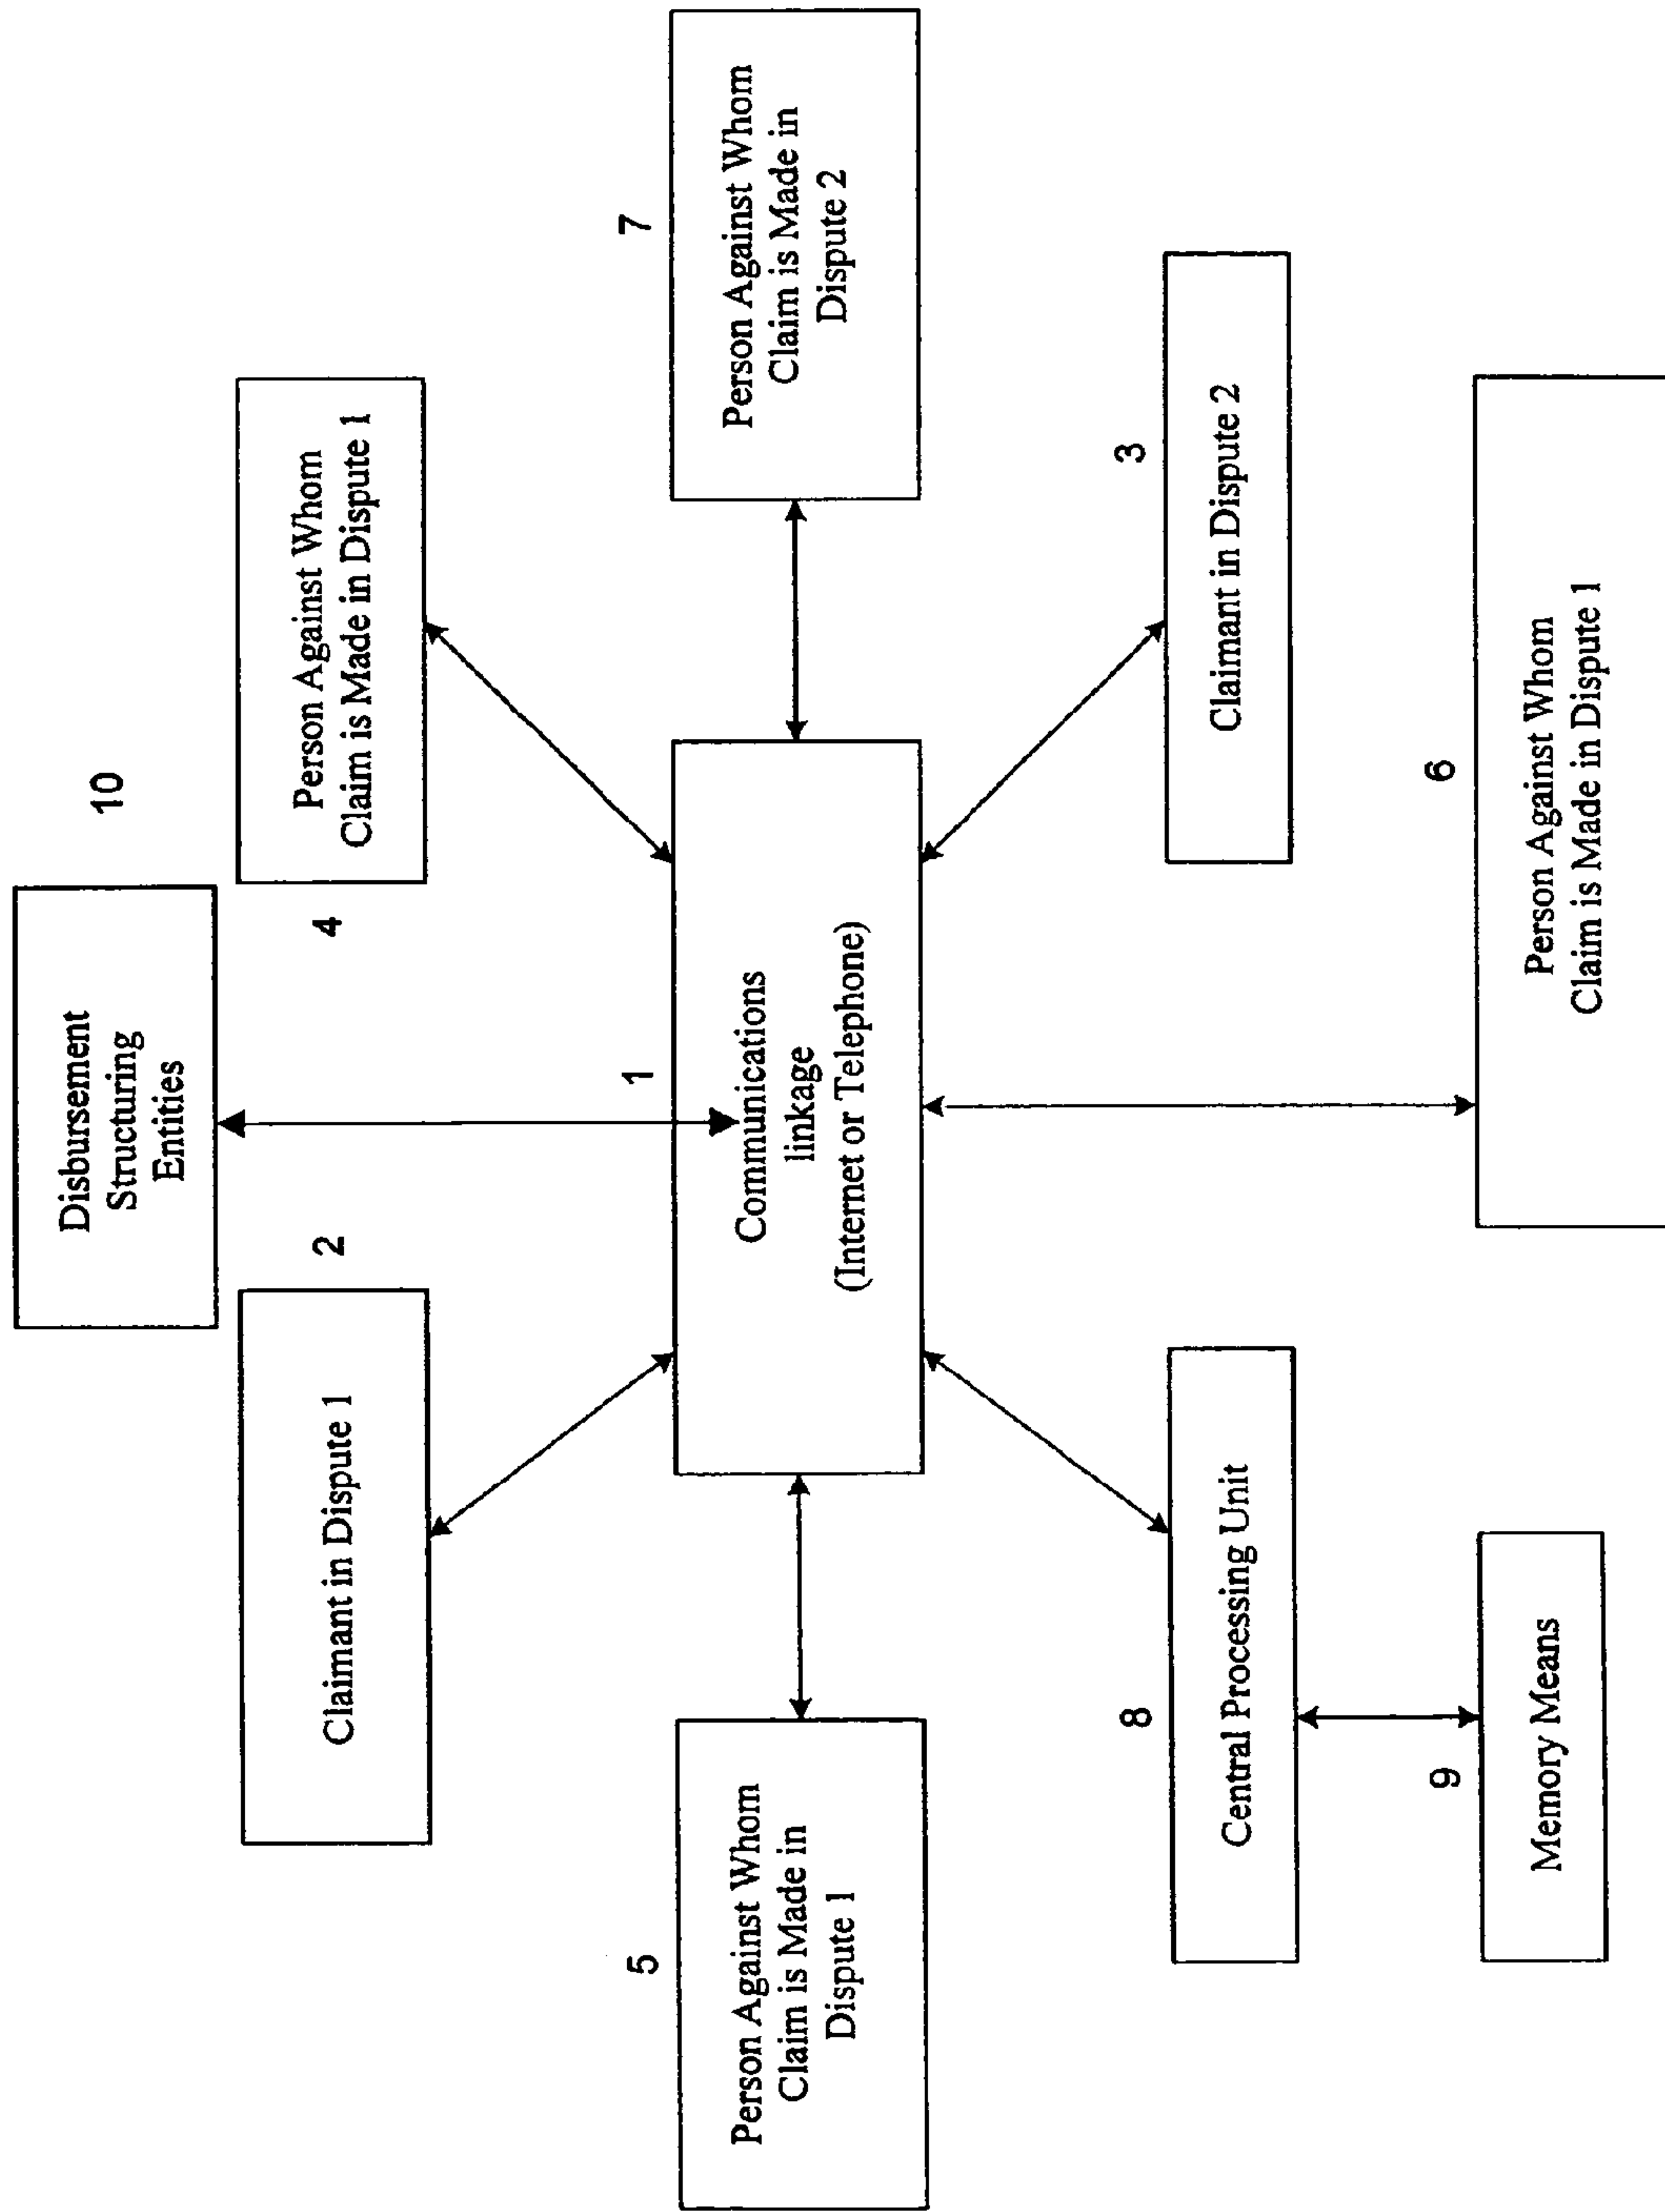 10
Disbursement
Structuring
Entities
2
Claimant in Dispute 1
4
Person Against Whom
Claim is Made in Dispute 1
5
Person Against Whom
Claim is Made in
Dispute 1
1
Communications
linkage
(Internet or Telephone)
7
Person Against Whom
Claim is Made in
Dispute 2
8
Central Processing Unit
3
Claimant in Dispute 2
9
Memory Means
6
Person Against Whom
Claim is Made in Dispute 1